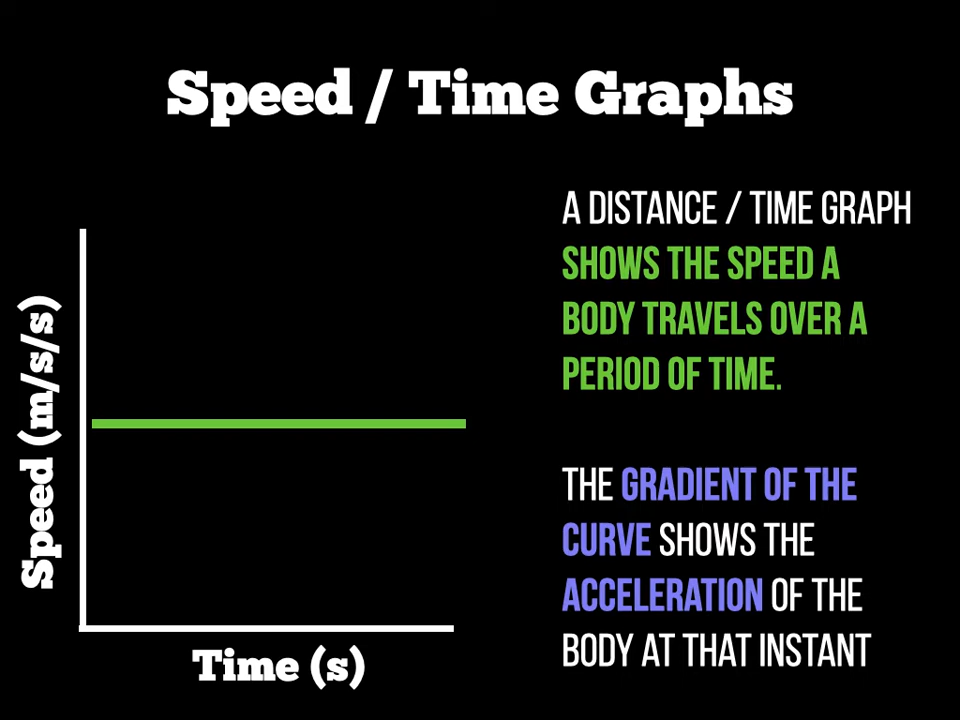 Speed / Time Graphs
A DISTANCE / TIME GRAPH
SHOWS THE SPEED A
BODY TRAVELS OVER A
PERIOD OF TIME.
THE GRADIENT OF THE
CURVE SHOWS THE
ACCELERATION OF THE
BODY AT THAT INSTANT
Speed (m/s/s)
Time (s)